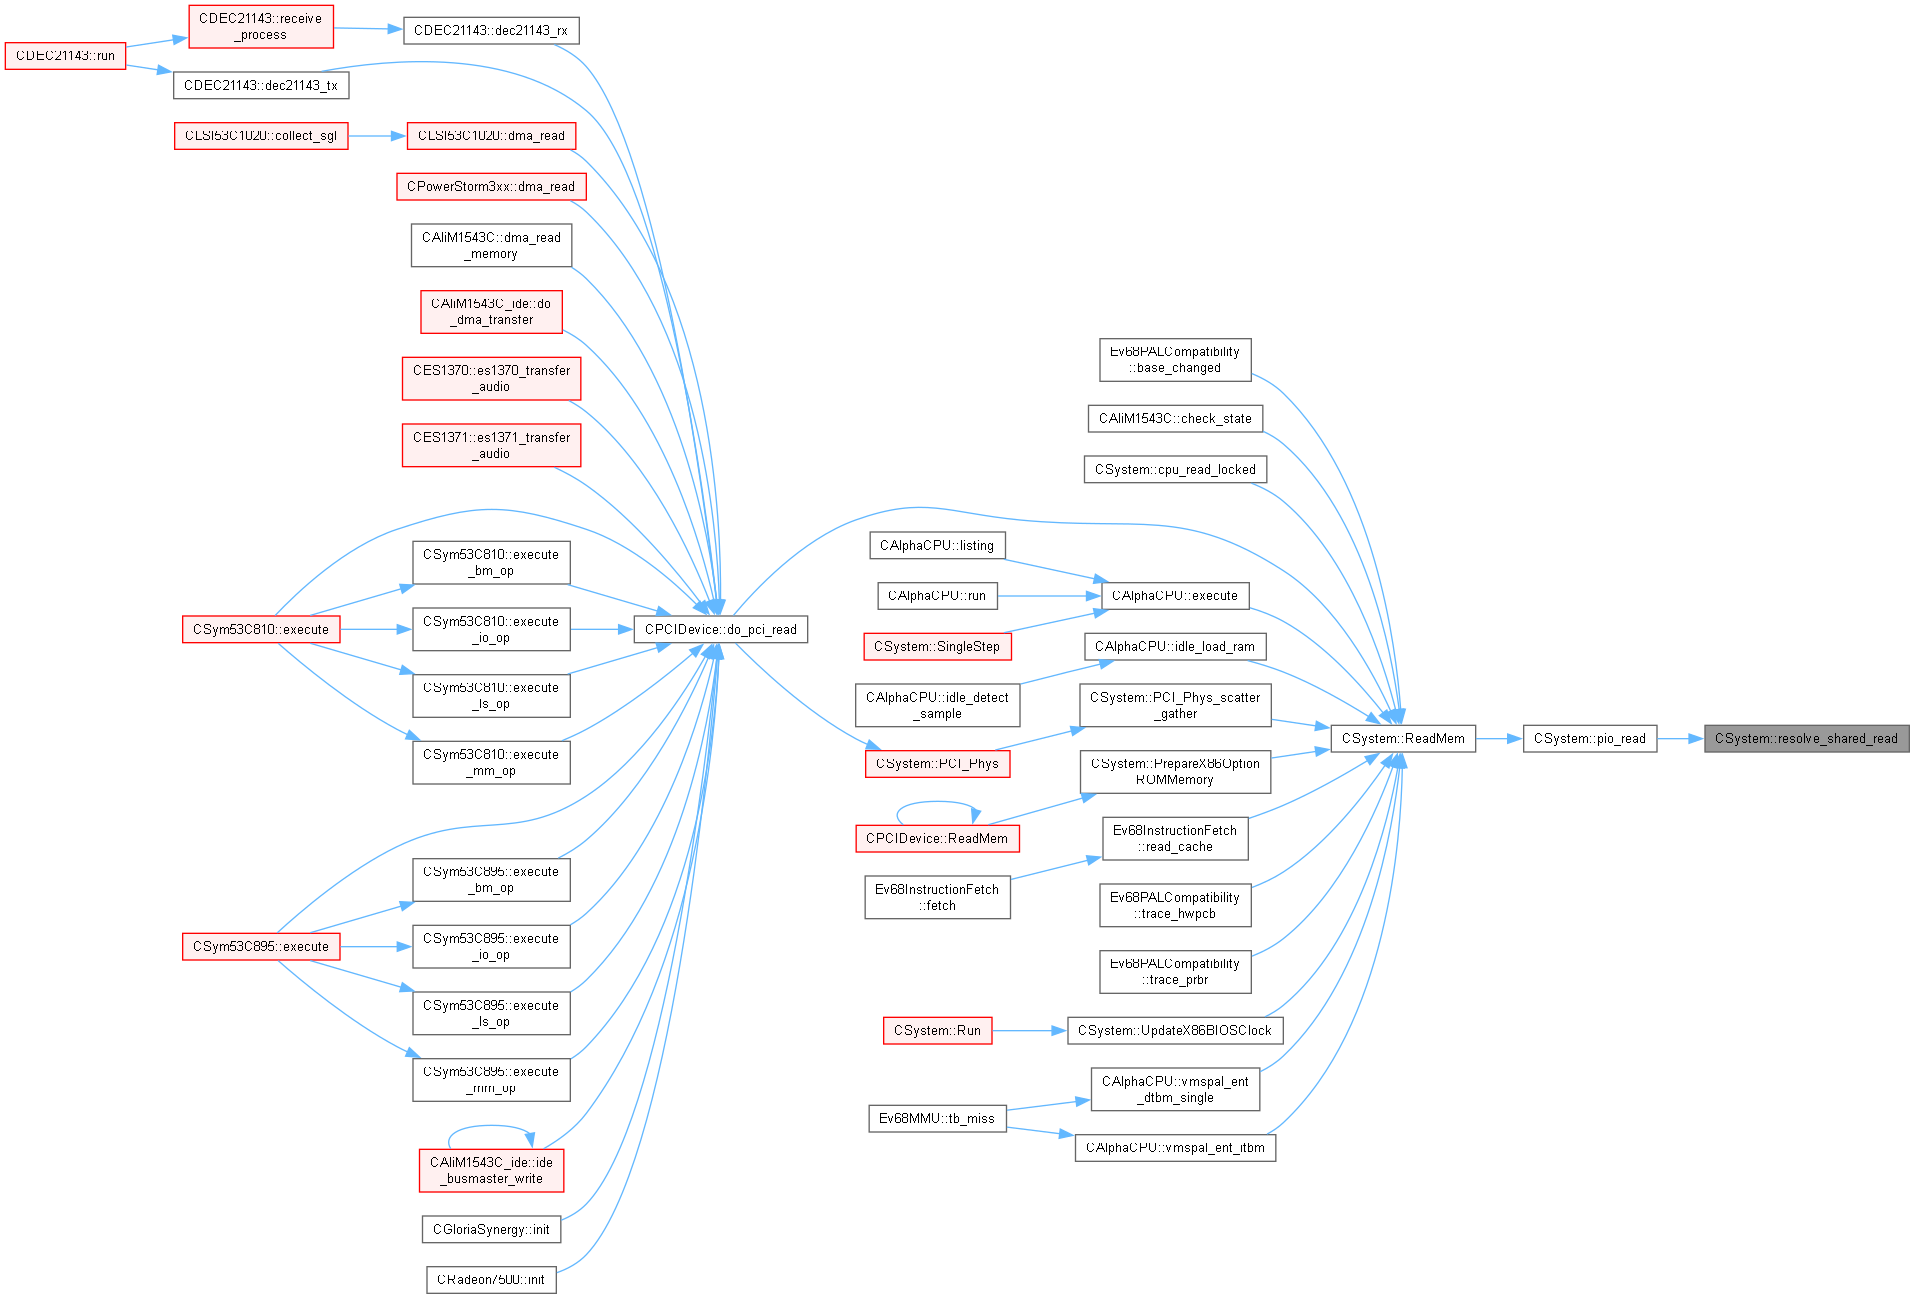 CDEC21143::receive
_process
CDEC21143::dec21143_rx
CDEC21143::run
CDEC21143::dec21143_tx
CLSI53C1020::collect_sgl
CLSI53C1020::dma_read
CPowerStorm3xx::dma_read
CAliM1543C::dma_read
_memory
CAliM1543C_ide::do
_dma_transfer
CES1370::es1370_transfer
_audio
CES1371::es1371_transfer
_audio
CSym53C810::execute
_bm_op
CSym53C810::execute
_io_op
CSym53C810::execute
CSym53C810::execute
_ls_op
CSym53C810::execute
_mm_op
CSym53C895::execute
_bm_op
CSym53C895::execute
_io_op
CSym53C895::execute
CSym53C895::execute
_ls_op
CSym53C895::execute
_mm_op
CAliM1543C_ide::ide
_busmaster_write
CGloriaSynergy::init
CRadeon7500::init
CPCIDevice::do_pci_read
Ev68PALCompatibility
::base_changed
CAliM1543C::check_state
CSystem::cpu_read_locked
CAlphaCPU::listing
CAlphaCPU::run
CAlphaCPU::execute
CSystem::SingleStep
CAlphaCPU::idle_load_ram
CAlphaCPU::idle_detect
_sample
CSystem::PCI_Phys_scatter
_gather
CSystem::PCI_Phys
CSystem::PrepareX86Option
ROMMemory
CPCIDevice::ReadMem
Ev68InstructionFetch
::read_cache
Ev68InstructionFetch
::fetch
Ev68PALCompatibility
::trace_hwpcb
Ev68PALCompatibility
::trace_prbr
CSystem::Run
CSystem::UpdateX86BIOSClock
CAlphaCPU::vmspal_ent
_dtbm_single
Ev68MMU::tb_miss
CAlphaCPU::vmspal_ent_itbm
CSystem::ReadMem
CSystem::pio_read
CSystem::resolve_shared_read